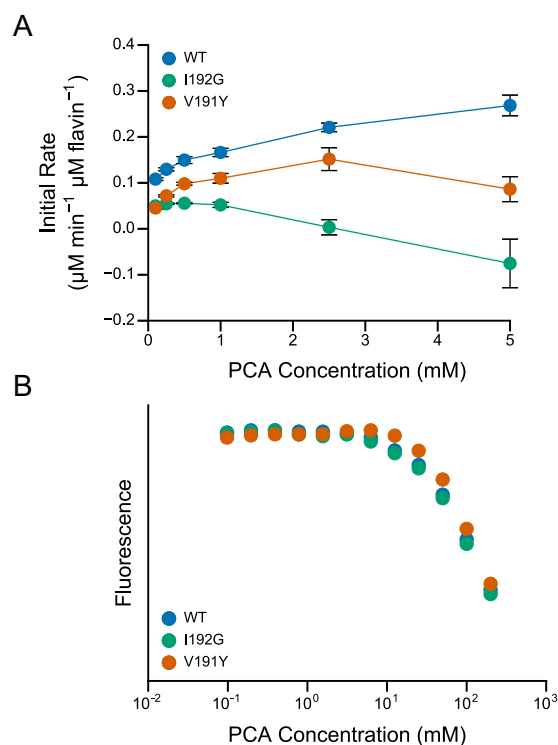 A
WT
I192G
V191Y
Initial Rate
(µM min⁻¹ µM flavin⁻¹)
0.4
0.3
0.2
0.1
0.0
−0.1
−0.2
0 1 2 3 4 5
PCA Concentration (mM)
B
Fluorescence
WT
I192G
V191Y
10⁻² 10⁻¹ 10⁰ 10¹ 10² 10³
PCA Concentration (mM)